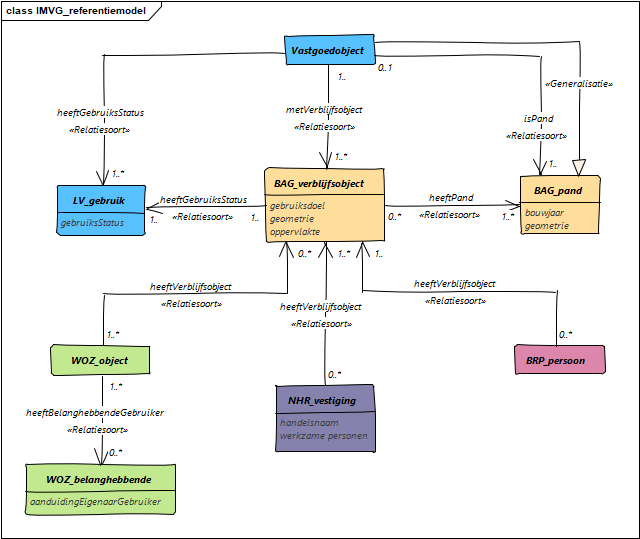 class IMVG_referentiemodel
Vastgoedobject
1..
0..1
«Generalisatie»
heeftGebruiksStatus
«Relatiesoort»
metVerblijfsobject
«Relatiesoort»
isPand
«Relatiesoort»
1..*
1..*
1..
LV_gebruik
gebruiksStatus
heeftGebruiksStatus
«Relatiesoort»
1..
1..
BAG_verblijfsobject
gebruiksdoel
geometrie
oppervlakte
heeftPand
«Relatiesoort»
0..*
1..*
BAG_pand
bouwjaar
geometrie
0..*
1..*
1..
heeftVerblijfsobject
«Relatiesoort»
heeftVerblijfsobject
«Relatiesoort»
heeftVerblijfsobject
«Relatiesoort»
1..*
0..*
0..*
WOZ_object
BRP_persoon
1..*
NHR_vestiging
handelsnaam
werkzame personen
heeftBelanghebbendeGebruiker
«Relatiesoort»
0..*
WOZ_belanghebbende
aanduidingEigenaarGebruiker